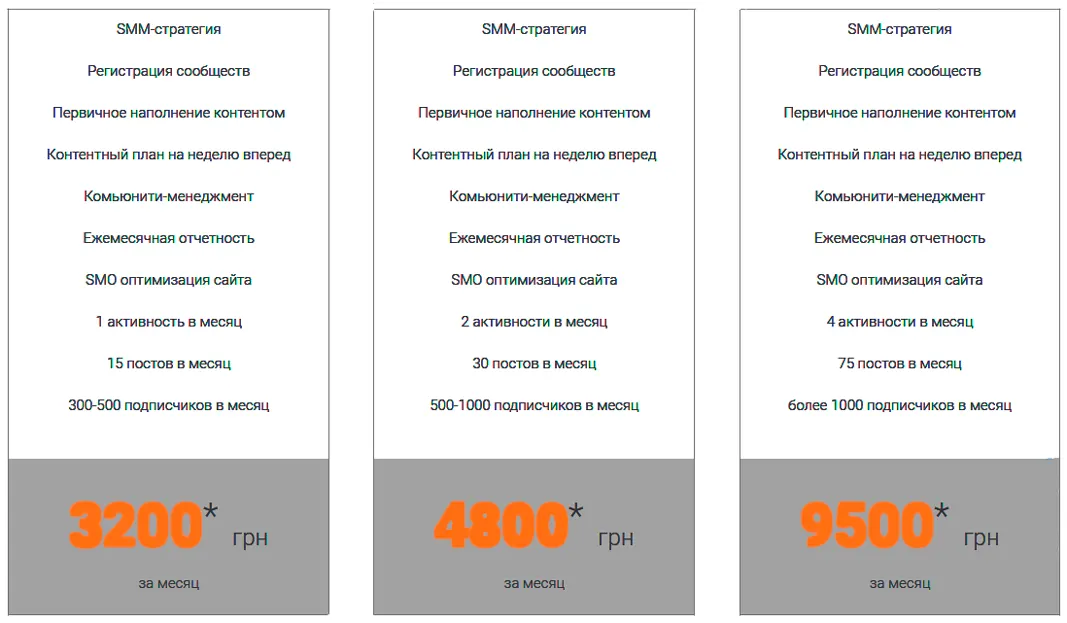 SMM-стратегия
Регистрация сообществ
Первичное наполнение контентом
Контентный план на неделю вперед
Комьюнити-менеджмент
Ежемесячная отчетность
SMO оптимизация сайта
1 активность в месяц
15 постов в месяц
300-500 подписчиков в месяц
3200* грн
за месяц
SMM-стратегия
Регистрация сообществ
Первичное наполнение контентом
Контентный план на неделю вперед
Комьюнити-менеджмент
Ежемесячная отчетность
SMO оптимизация сайта
2 активности в месяц
30 постов в месяц
500-1000 подписчиков в месяц
4800* грн
за месяц
SMM-стратегия
Регистрация сообществ
Первичное наполнение контентом
Контентный план на неделю вперед
Комьюнити-менеджмент
Ежемесячная отчетность
SMO оптимизация сайта
4 активности в месяц
75 постов в месяц
более 1000 подписчиков в месяц
9500* грн
за месяц